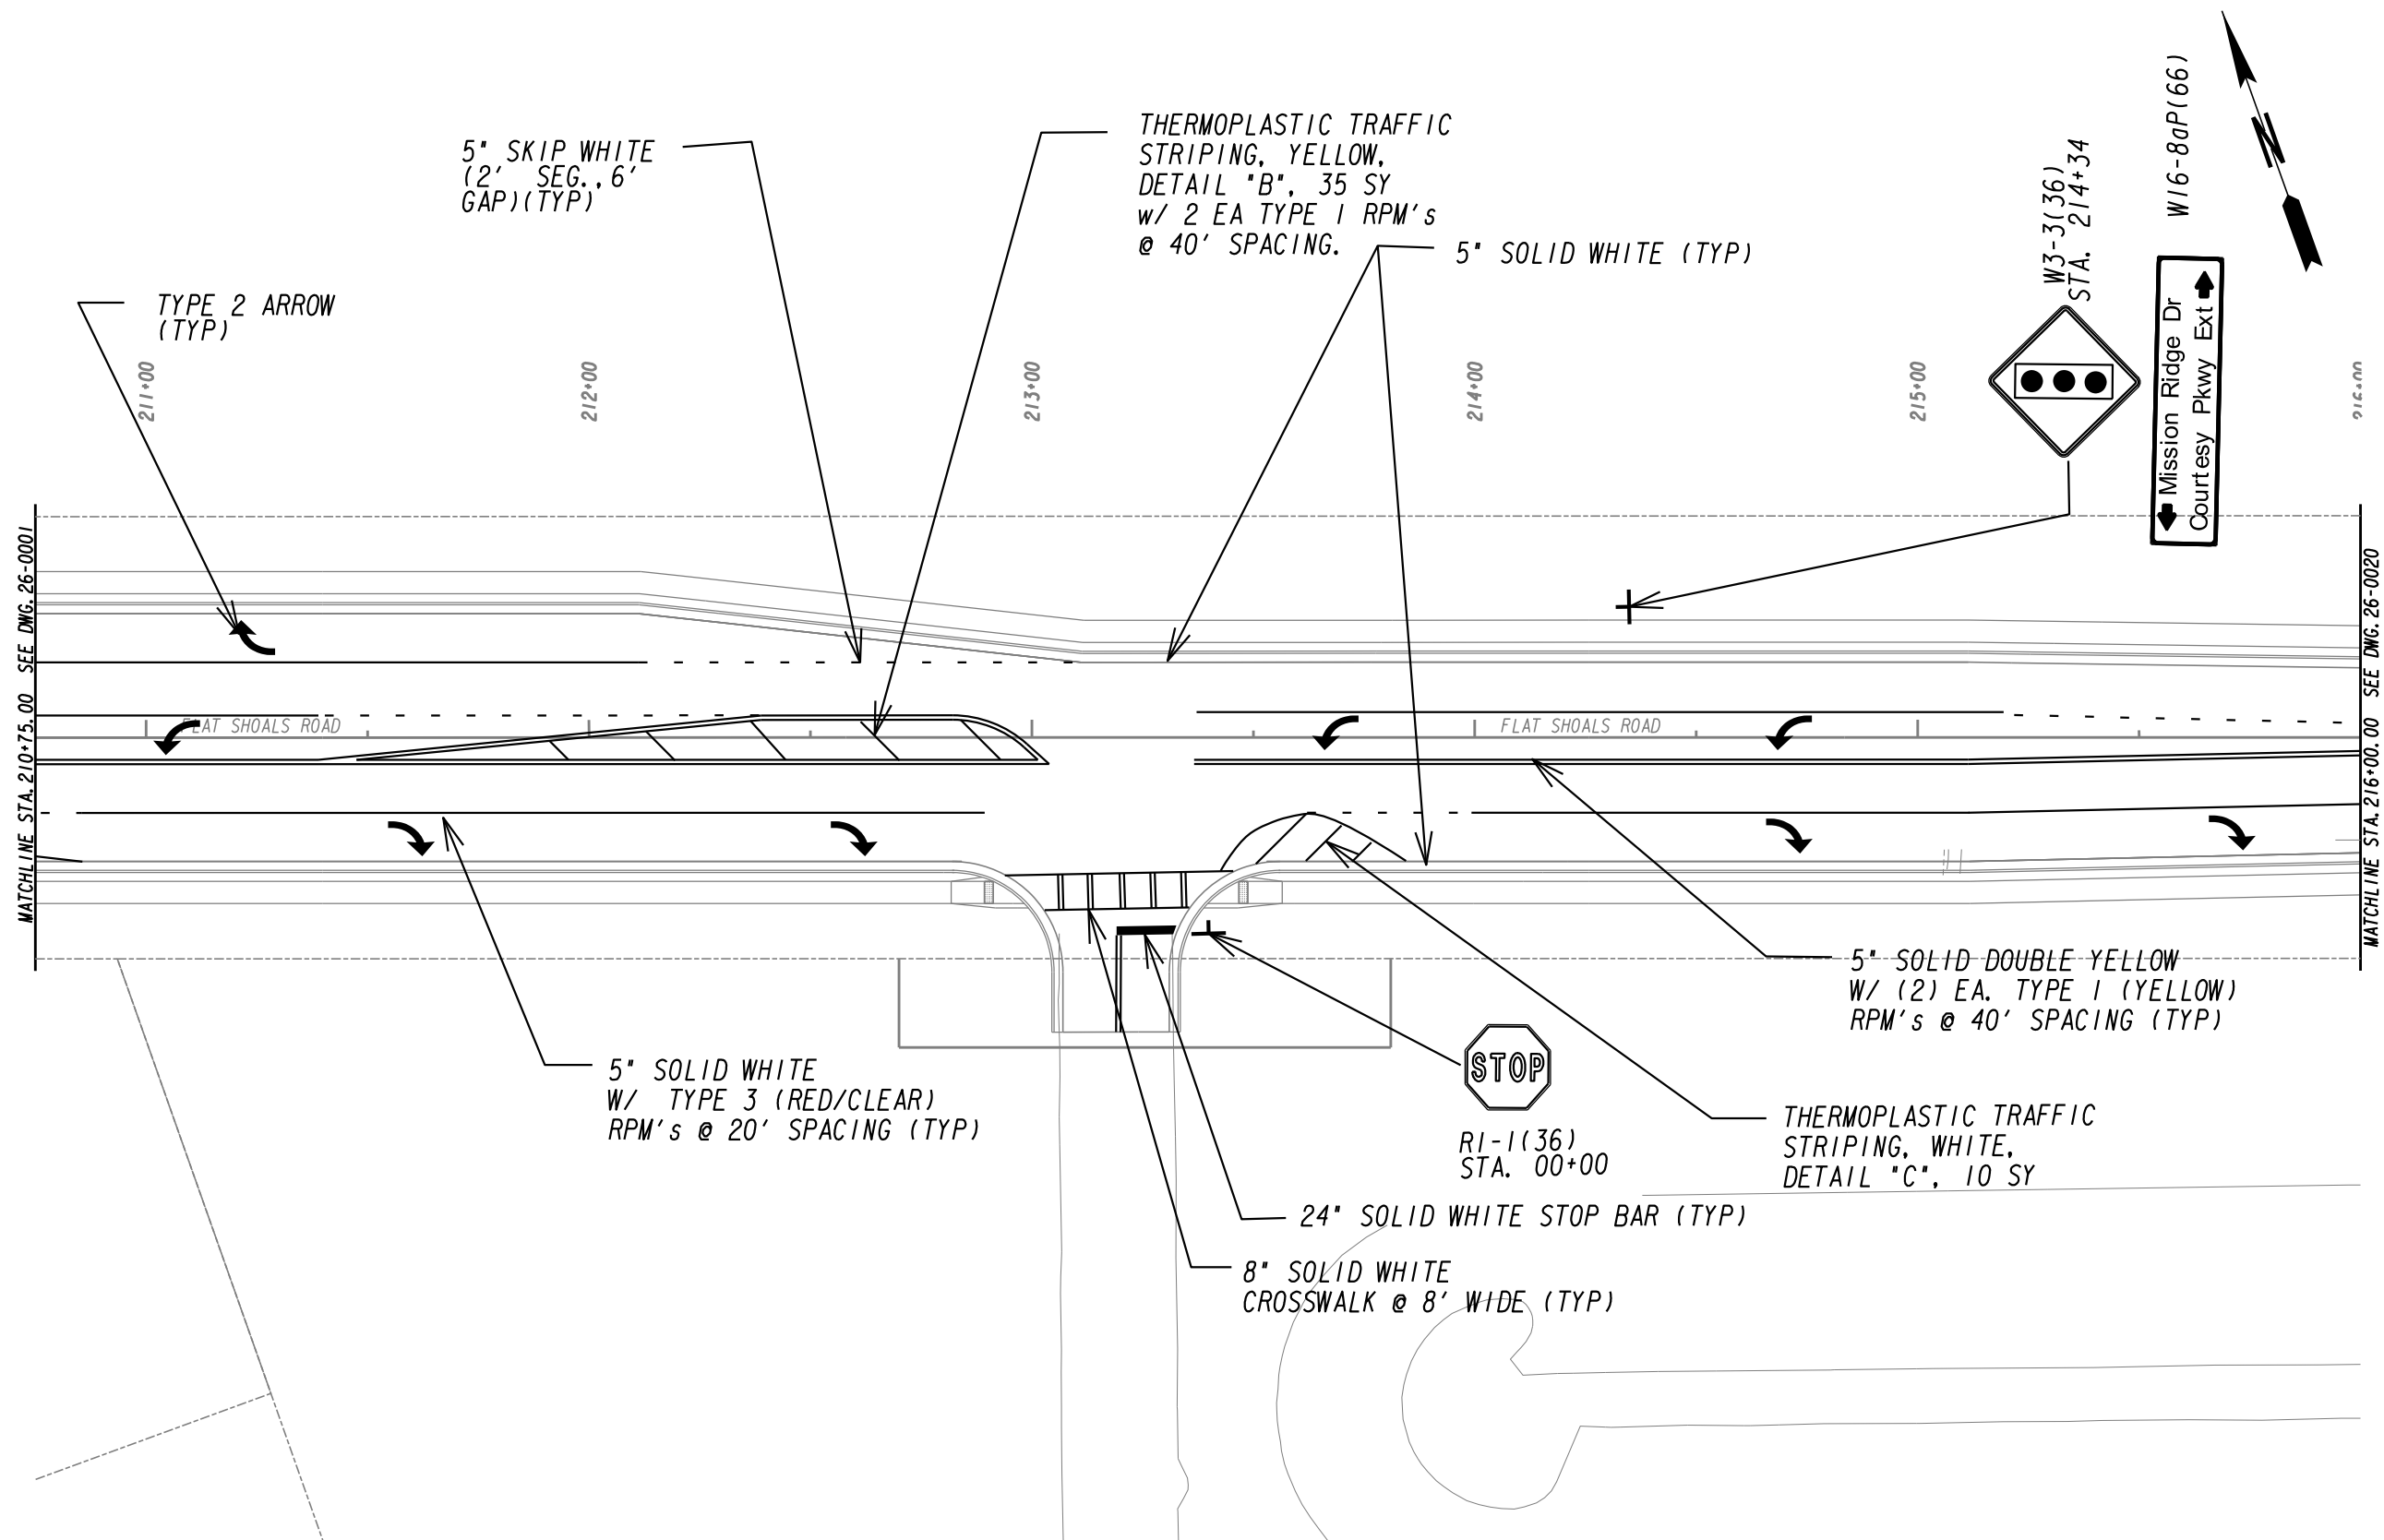 5" SKIP WHITE
(2' SEG.,6'
GAP)(TYP)
THERMOPLASTIC TRAFFIC
STRIPING, YELLOW,
DETAIL "B", 35 SY
w/ 2 EA TYPE 1 RPM's
@ 40' SPACING.
5" SOLID WHITE (TYP)
TYPE 2 ARROW
(TYP)
W3-3(36)
STA. 214+34
W16-8aP(66)
N
Mission Ridge Dr
Courtesy Pkwy Ext
211+00
212+00
213+00
214+00
215+00
216+00
MATCHLINE STA. 210+75.00 SEE DWG. 26-0001
MATCHLINE STA. 216+00.00 SEE DWG. 26-0020
FLAT SHOALS ROAD
FLAT SHOALS ROAD
5" SOLID DOUBLE YELLOW
W/ (2) EA. TYPE 1 (YELLOW)
RPM's @ 40' SPACING (TYP)
5" SOLID WHITE
W/ TYPE 3 (RED/CLEAR)
RPM's @ 20' SPACING (TYP)
STOP
R1-1(36)
STA. 00+00
THERMOPLASTIC TRAFFIC
STRIPING, WHITE,
DETAIL "C", 10 SY
24" SOLID WHITE STOP BAR (TYP)
8" SOLID WHITE
CROSSWALK @ 8' WIDE (TYP)